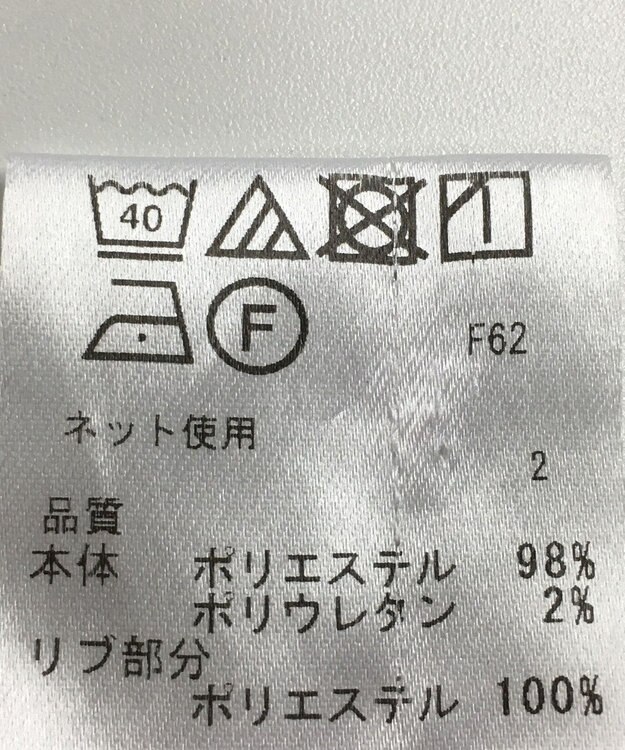 40
F
F62
ネット使用
2
品質
本体 ポリエステル 98%
ポリウレタン 2%
リブ部分
ポリエステル 100%